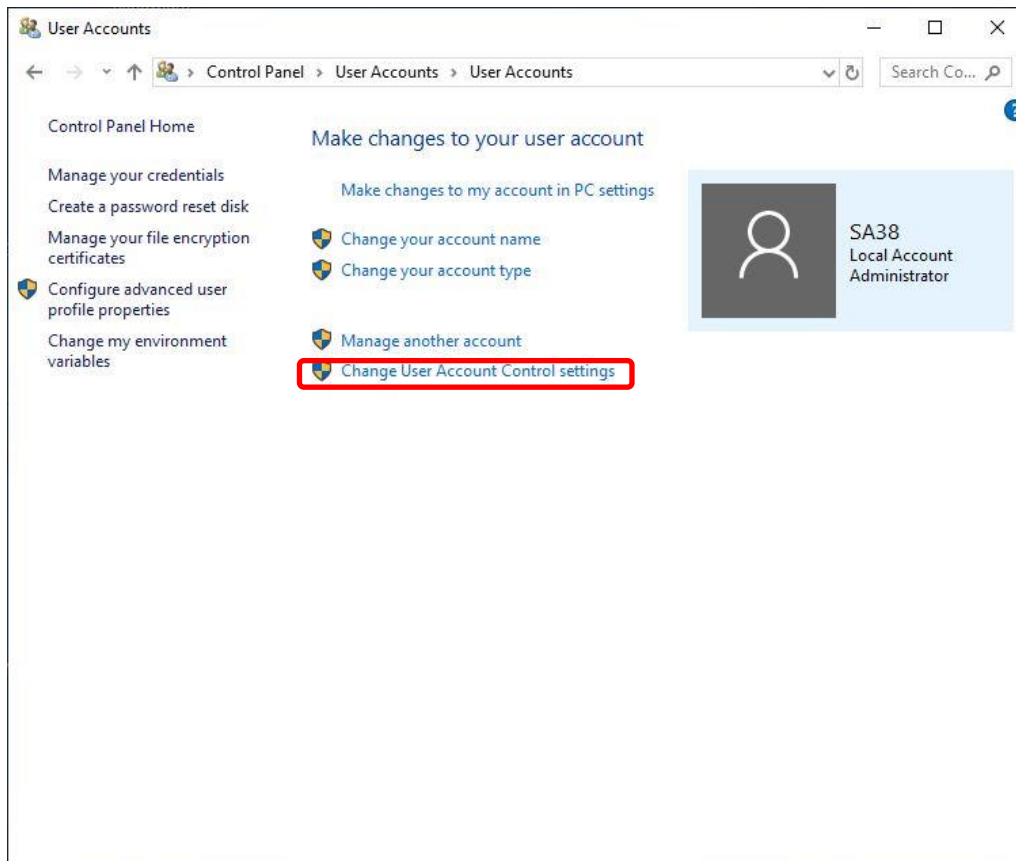 User Accounts
Control Panel > User Accounts > User Accounts
Search Co...
?
Control Panel Home
Manage your credentials
Create a password reset disk
Manage your file encryption
certificates
Configure advanced user
profile properties
Change my environment
variables
Make changes to your user account
Make changes to my account in PC settings
Change your account name
Change your account type
Manage another account
Change User Account Control settings
SA38
Local Account
Administrator